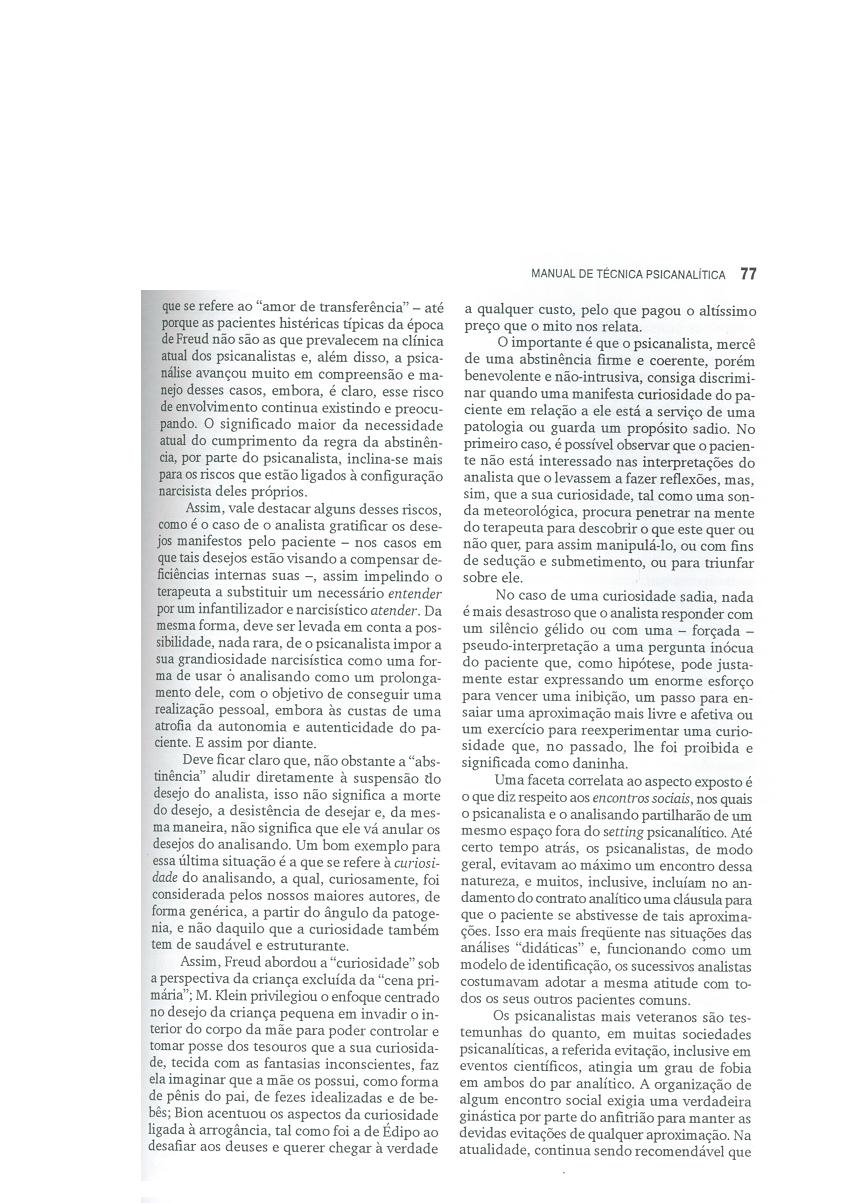 MANUAL DE TÉCNICA PSICANALÍTICA 77
que se refere ao “amor de transferência” – até
porque as pacientes histéricas típicas da época
de Freud não são as que prevalecem na clínica
atual dos psicanalistas e, além disso, a psica-
nálise avançou muito em compreensão e ma-
nejo desses casos, embora, é claro, esse risco
de envolvimento continua existindo e preocu-
pando. O significado maior da necessidade
atual do cumprimento da regra da abstinên-
cia, por parte do psicanalista, inclina-se mais
para os riscos que estão ligados à configuração
narcisista deles próprios.
Assim, vale destacar alguns desses riscos,
como é o caso de o analista gratificar os dese-
jos manifestos pelo paciente – nos casos em
que tais desejos estão visando a compensar de-
ficiências internas suas –, assim impelindo o
terapeuta a substituir um necessário entender
por um infantilizador e narcisístico atender. Da
mesma forma, deve ser levada em conta a pos-
sibilidade, nada rara, de o psicanalista impor a
sua grandiosidade narcisística como uma for-
ma de usar o analisando como um prolonga-
mento dele, com o objetivo de conseguir uma
realização pessoal, embora às custas de uma
atrofia da autonomia e autenticidade do pa-
ciente. E assim por diante.
Deve ficar claro que, não obstante a “abs-
tinência” aludir diretamente à suspensão do
desejo do analista, isso não significa a morte
do desejo, a desistência de desejar e, da mes-
ma maneira, não significa que ele vá anular os
desejos do analisando. Um bom exemplo para
essa última situação é a que se refere à curiosi-
dade do analisando, a qual, curiosamente, foi
considerada pelos nossos maiores autores, de
forma genérica, a partir do ângulo da patoge-
nia, e não daquilo que a curiosidade também
tem de saudável e estruturante.
Assim, Freud abordou a “curiosidade” sob
a perspectiva da criança excluída da “cena pri-
mária”; M. Klein privilegiou o enfoque centrado
no desejo da criança pequena em invadir o in-
terior do corpo da mãe para poder controlar e
tomar posse dos tesouros que a sua curiosida-
de, tecida com as fantasias inconscientes, faz
ela imaginar que a mãe os possui, como forma
de pênis do pai, de fezes idealizadas e de be-
bês; Bion acentuou os aspectos da curiosidade
ligada à arrogância, tal como foi a de Édipo ao
desafiar aos deuses e querer chegar à verdade
a qualquer custo, pelo que pagou o altíssimo
preço que o mito nos relata.
O importante é que o psicanalista, mercê
de uma abstinência firme e coerente, porém
benevolente e não-intrusiva, consiga discrimi-
nar quando uma manifesta curiosidade do pa-
ciente em relação a ele está a serviço de uma
patologia ou guarda um propósito sadio. No
primeiro caso, é possível observar que o pacien-
te não está interessado nas interpretações do
analista que o levassem a fazer reflexões, mas,
sim, que a sua curiosidade, tal como uma son-
da meteorológica, procura penetrar na mente
do terapeuta para descobrir o que este quer ou
não quer, para assim manipulá-lo, ou com fins
de sedução e submetimento, ou para triunfar
sobre ele.
No caso de uma curiosidade sadia, nada
é mais desastroso que o analista responder com
um silêncio gélido ou com uma – forçada –
pseudo-interpretação a uma pergunta inócua
do paciente que, como hipótese, pode justa-
mente estar expressando um enorme esforço
para vencer uma inibição, um passo para en-
saiar uma aproximação mais livre e afetiva ou
um exercício para reexperimentar uma curio-
sidade que, no passado, lhe foi proibida e
significada como daninha.
Uma faceta correlata ao aspecto exposto é
o que diz respeito aos encontros sociais, nos quais
o psicanalista e o analisando partilharão de um
mesmo espaço fora do setting psicanalítico. Até
certo tempo atrás, os psicanalistas, de modo
geral, evitavam ao máximo um encontro dessa
natureza, e muitos, inclusive, incluíam no an-
damento do contrato analítico uma cláusula para
que o paciente se abstivesse de tais aproxima-
ções. Isso era mais freqüente nas situações das
análises “didáticas” e, funcionando como um
modelo de identificação, os sucessivos analistas
costumavam adotar a mesma atitude com to-
dos os seus outros pacientes comuns.
Os psicanalistas mais veteranos são tes-
temunhas do quanto, em muitas sociedades
psicanalíticas, a referida evitação, inclusive em
eventos científicos, atingia um grau de fobia
em ambos do par analítico. A organização de
algum encontro social exigia uma verdadeira
ginástica por parte do anfitrião para manter as
devidas evitações de qualquer aproximação. Na
atualidade, continua sendo recomendável que